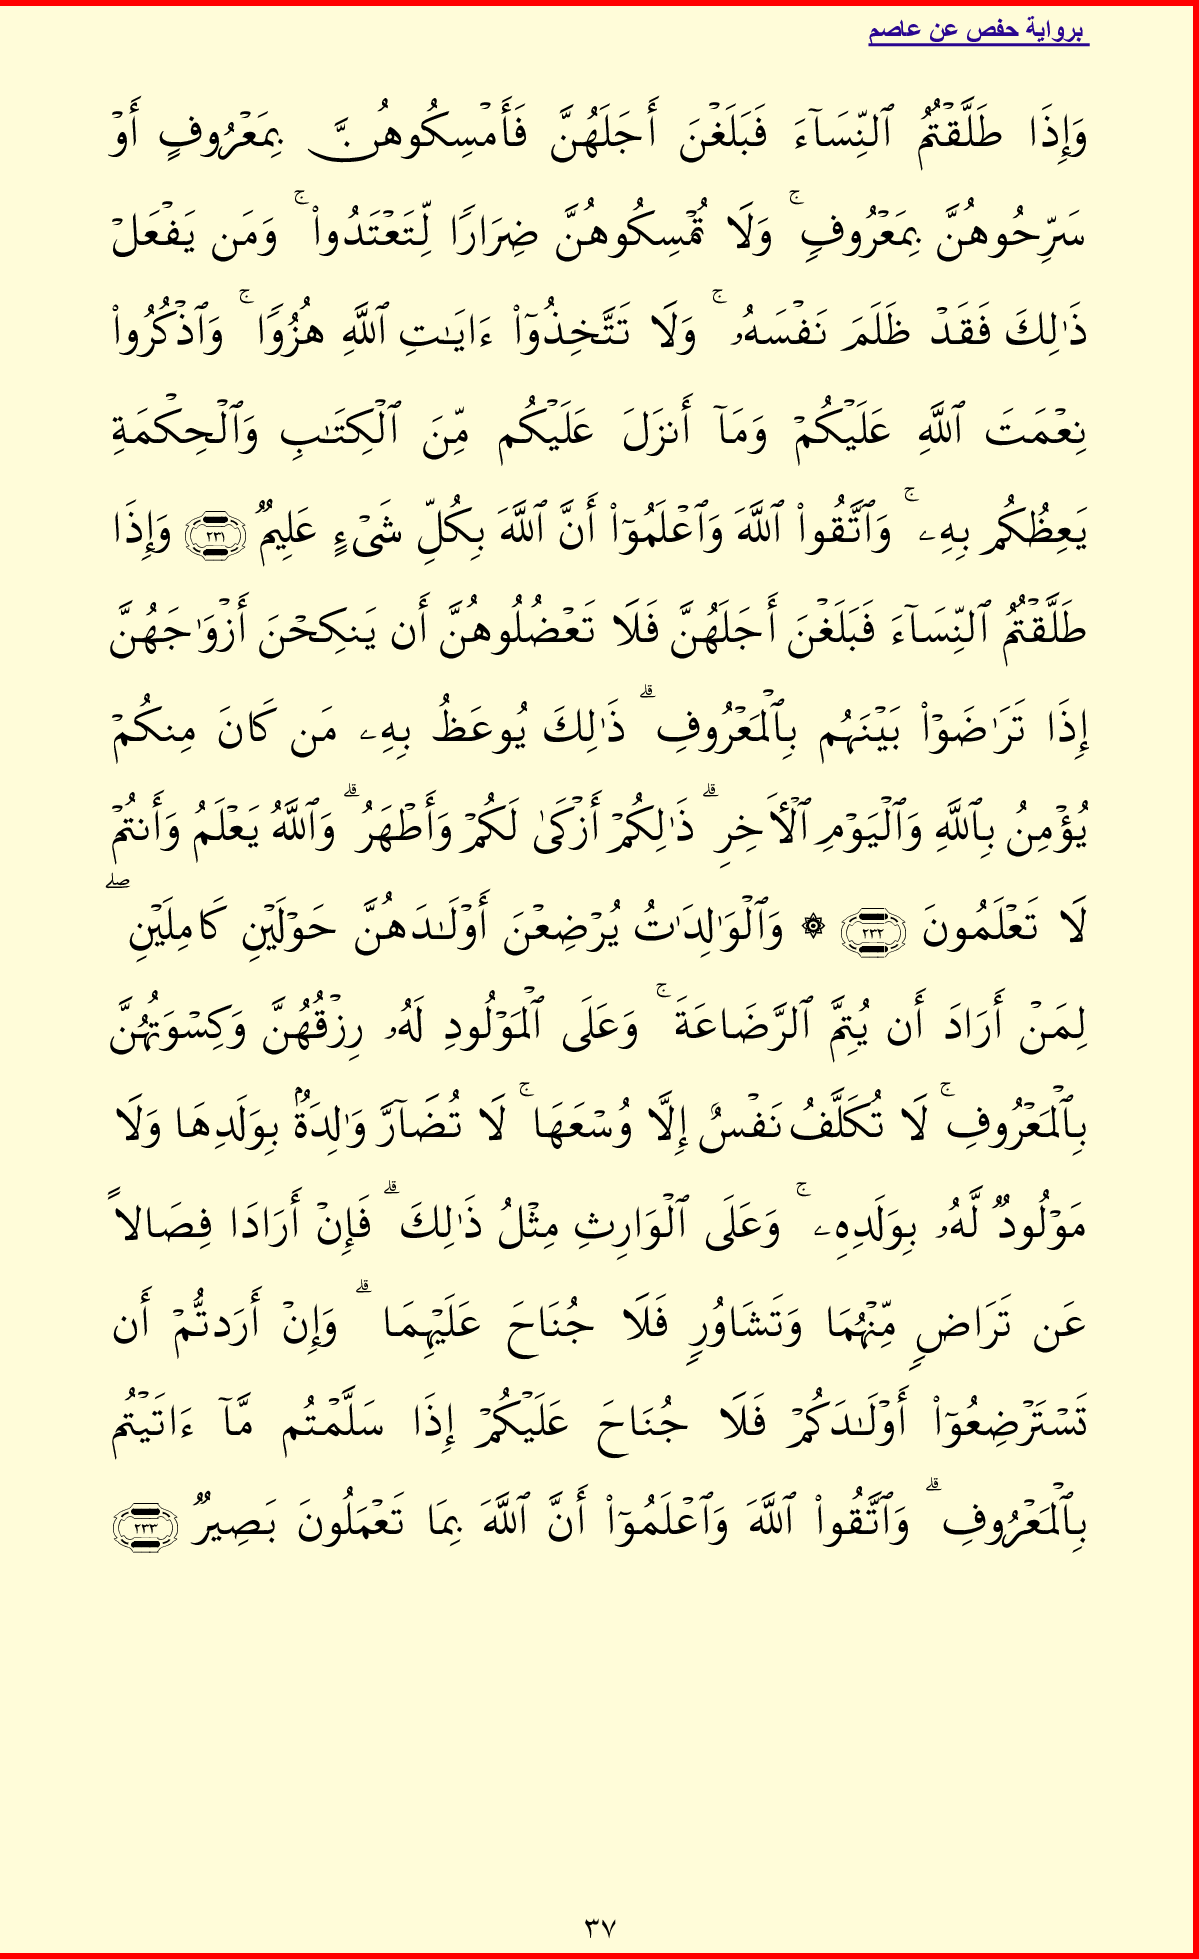 برواية حفص عن عاصم
وَإِذَا طَلَّقۡتُمُ ٱلنِّسَآءَ فَبَلَغۡنَ أَجَلَهُنَّ فَأَمۡسِكُوهُنَّ بِمَعۡرُوفٍ أَوۡ
سَرِّحُوهُنَّ بِمَعۡرُوفٖۚ وَلَا تُمۡسِكُوهُنَّ ضِرَارٗا لِّتَعۡتَدُواْۚ وَمَن يَفۡعَلۡ
ذَٰلِكَ فَقَدۡ ظَلَمَ نَفۡسَهُۥۚ وَلَا تَتَّخِذُوٓاْ ءَايَٰتِ ٱللَّهِ هُزُوٗاۚ وَٱذۡكُرُواْ
نِعۡمَتَ ٱللَّهِ عَلَيۡكُمۡ وَمَآ أَنزَلَ عَلَيۡكُم مِّنَ ٱلۡكِتَٰبِ وَٱلۡحِكۡمَةِ
يَعِظُكُم بِهِۦۚ وَٱتَّقُواْ ٱللَّهَ وَٱعۡلَمُوٓاْ أَنَّ ٱللَّهَ بِكُلِّ شَيۡءٍ عَلِيمٞ ٢٣١ وَإِذَا
طَلَّقۡتُمُ ٱلنِّسَآءَ فَبَلَغۡنَ أَجَلَهُنَّ فَلَا تَعۡضُلُوهُنَّ أَن يَنكِحۡنَ أَزۡوَٰجَهُنَّ
إِذَا تَرَٰضَوۡاْ بَيۡنَهُم بِٱلۡمَعۡرُوفِۗ ذَٰلِكَ يُوعَظُ بِهِۦ مَن كَانَ مِنكُمۡ
يُؤۡمِنُ بِٱللَّهِ وَٱلۡيَوۡمِ ٱلۡأٓخِرِۗ ذَٰلِكُمۡ أَزۡكَىٰ لَكُمۡ وَأَطۡهَرُۗ وَٱللَّهُ يَعۡلَمُ وَأَنتُمۡ
لَا تَعۡلَمُونَ ٢٣٢ ۞ وَٱلۡوَٰلِدَٰتُ يُرۡضِعۡنَ أَوۡلَٰدَهُنَّ حَوۡلَيۡنِ كَامِلَيۡنِۖ
لِمَنۡ أَرَادَ أَن يُتِمَّ ٱلرَّضَاعَةَۚ وَعَلَى ٱلۡمَوۡلُودِ لَهُۥ رِزۡقُهُنَّ وَكِسۡوَتُهُنَّ
بِٱلۡمَعۡرُوفِۚ لَا تُكَلَّفُ نَفۡسٌ إِلَّا وُسۡعَهَاۚ لَا تُضَآرَّ وَٰلِدَةُۢ بِوَلَدِهَا وَلَا
مَوۡلُودٞ لَّهُۥ بِوَلَدِهِۦۚ وَعَلَى ٱلۡوَارِثِ مِثۡلُ ذَٰلِكَۗ فَإِنۡ أَرَادَا فِصَالًا
عَن تَرَاضٖ مِّنۡهُمَا وَتَشَاوُرٖ فَلَا جُنَاحَ عَلَيۡهِمَاۗ وَإِنۡ أَرَدتُّمۡ أَن
تَسۡتَرۡضِعُوٓاْ أَوۡلَٰدَكُمۡ فَلَا جُنَاحَ عَلَيۡكُمۡ إِذَا سَلَّمۡتُم مَّآ ءَاتَيۡتُم
بِٱلۡمَعۡرُوفِۗ وَٱتَّقُواْ ٱللَّهَ وَٱعۡلَمُوٓاْ أَنَّ ٱللَّهَ بِمَا تَعۡمَلُونَ بَصِيرٞ ٢٣٣
٣٧